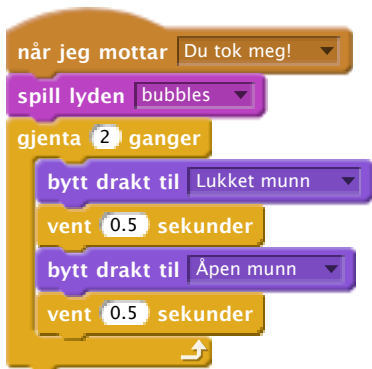 når jeg mottar Du tok meg!
spill lyden bubbles
gjenta 2 ganger
bytt drakt til Lukket munn
vent 0.5 sekunder
bytt drakt til Åpen munn
vent 0.5 sekunder